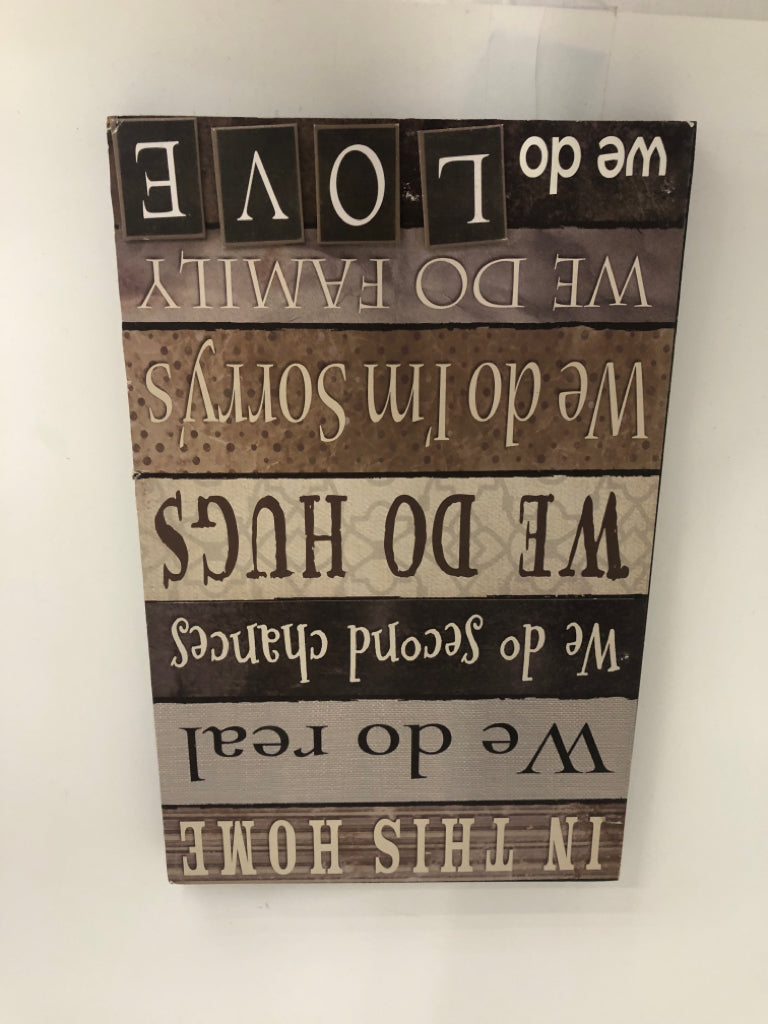 IN THIS HOME
We do real
We do second chances
WE DO HUGS
We do I'm Sorry's
WE DO FAMILY
we do LOVE